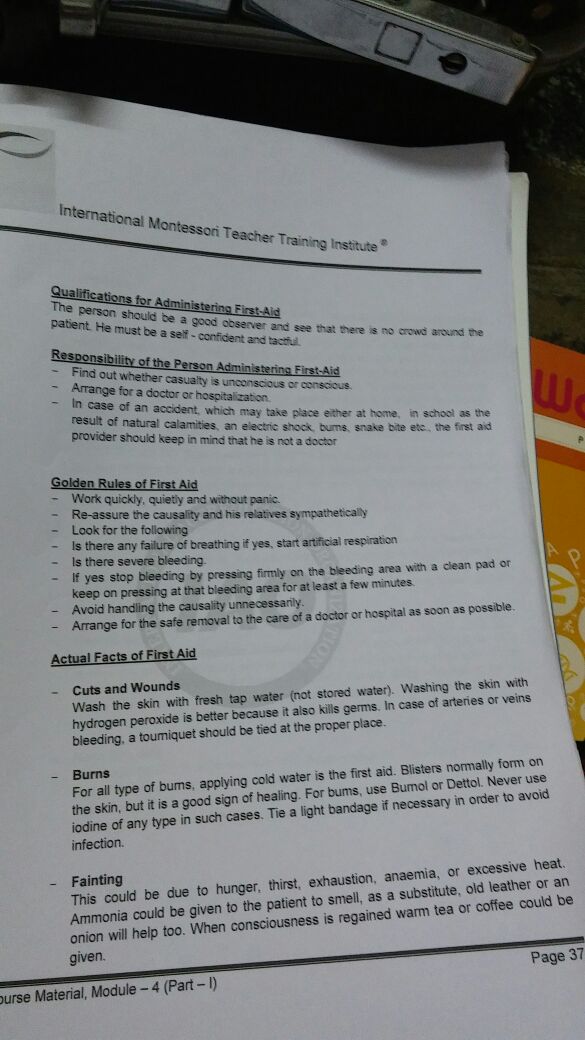 International Montessori Teacher Training Institute ®
Qualifications for Administering First-Aid
The person should be a good observer and see that there is no crowd around the
patient. He must be a self - confident and tactful.
Responsibility of the Person Administering First-Aid
- Find out whether casualty is unconscious or conscious.
- Arrange for a doctor or hospitalization.
- In case of an accident, which may take place either at home, in school as the
result of natural calamities, an electric shock, burns, snake bite etc., the first aid
provider should keep in mind that he is not a doctor
Golden Rules of First Aid
- Work quickly, quietly and without panic.
- Re-assure the causality and his relatives sympathetically
- Look for the following
- Is there any failure of breathing if yes, start artificial respiration
- Is there severe bleeding.
- If yes stop bleeding by pressing firmly on the bleeding area with a clean pad or
keep on pressing at that bleeding area for at least a few minutes.
- Avoid handling the causality unnecessarily.
- Arrange for the safe removal to the care of a doctor or hospital as soon as possible.
Actual Facts of First Aid
- Cuts and Wounds
Wash the skin with fresh tap water (not stored water). Washing the skin with
hydrogen peroxide is better because it also kills germs. In case of arteries or veins
bleeding, a tourniquet should be tied at the proper place.
- Burns
For all type of burns, applying cold water is the first aid. Blisters normally form on
the skin, but it is a good sign of healing. For burns, use Burnol or Dettol. Never use
iodine of any type in such cases. Tie a light bandage if necessary in order to avoid
infection.
- Fainting
This could be due to hunger, thirst, exhaustion, anaemia, or excessive heat.
Ammonia could be given to the patient to smell, as a substitute, old leather or an
onion will help too. When consciousness is regained warm tea or coffee could be
given.
ourse Material, Module – 4 (Part – I)
Page 37
Wo
P